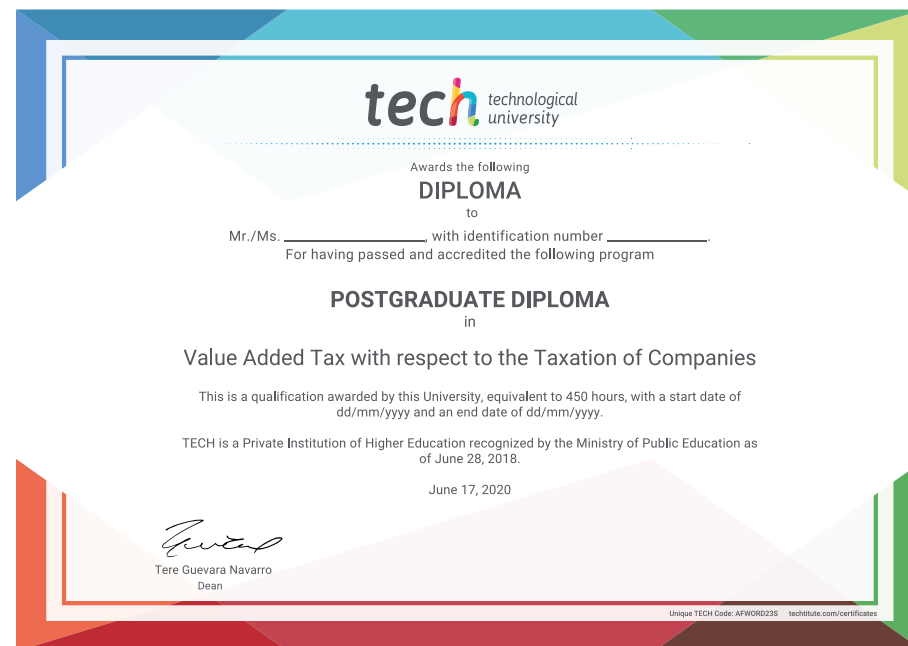 tech technological
university
Awards the following
DIPLOMA
to
Mr./Ms. ____________, with identification number ____________.
For having passed and accredited the following program
POSTGRADUATE DIPLOMA
in
Value Added Tax with respect to the Taxation of Companies
This is a qualification awarded by this University, equivalent to 450 hours, with a start date of
dd/mm/yyyy and an end date of dd/mm/yyyy.
TECH is a Private Institution of Higher Education recognized by the Ministry of Public Education as
of June 28, 2018.
June 17, 2020
Tere Guevara Navarro
Dean
Unique TECH Code: AFWORD23S techtitute.com/certificates